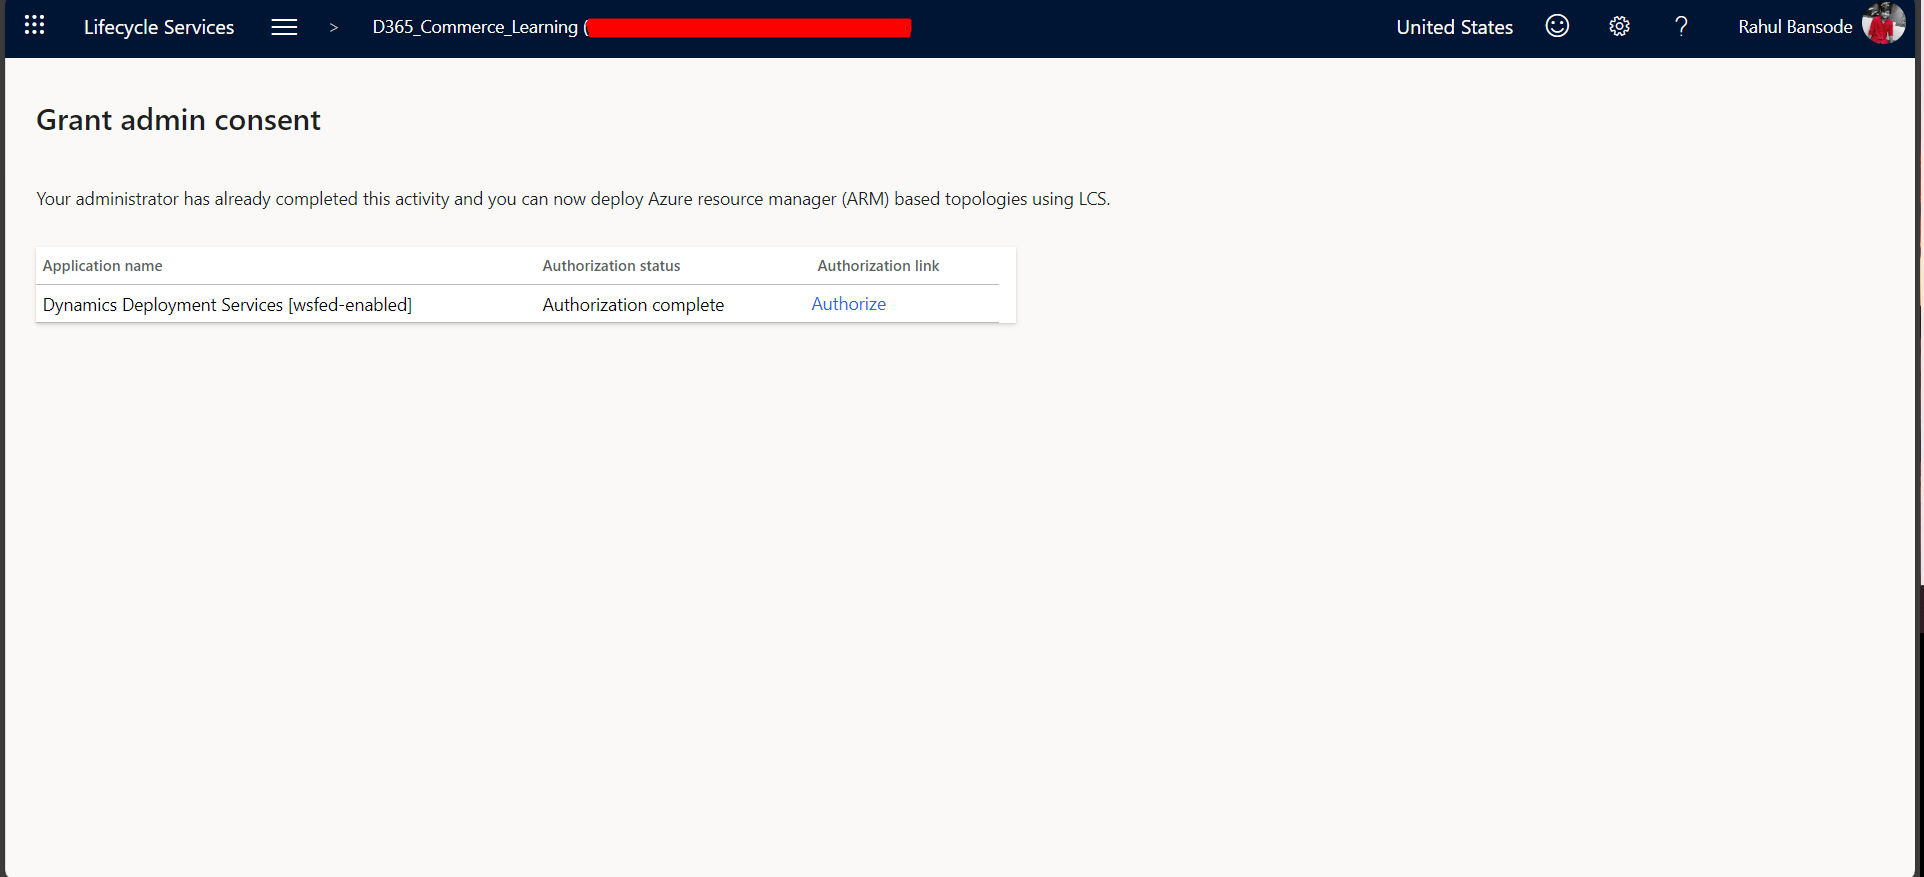 Lifecycle Services > D365_Commerce_Learning ( United States ? Rahul Bansode
Grant admin consent
Your administrator has already completed this activity and you can now deploy Azure resource manager (ARM) based topologies using LCS.
Application name Authorization status Authorization link
Dynamics Deployment Services [wsfed-enabled] Authorization complete Authorize